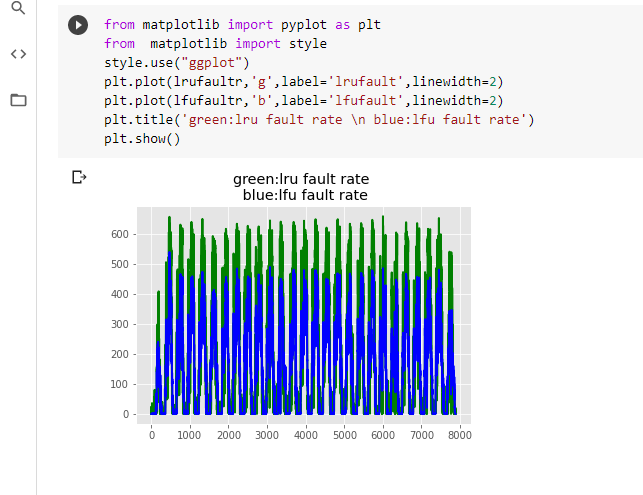 from matplotlib import pyplot as plt
from  matplotlib import style
style.use("ggplot")
plt.plot(lrufaultr,'g',label='lrufault',linewidth=2)
plt.plot(lfufaultr,'b',label='lfufault',linewidth=2)
plt.title('green:lru fault rate \n blue:lfu fault rate')
plt.show()
green:lru fault rate
blue:lfu fault rate
600
500
400
300
200
100
0
0 1000 2000 3000 4000 5000 6000 7000 8000